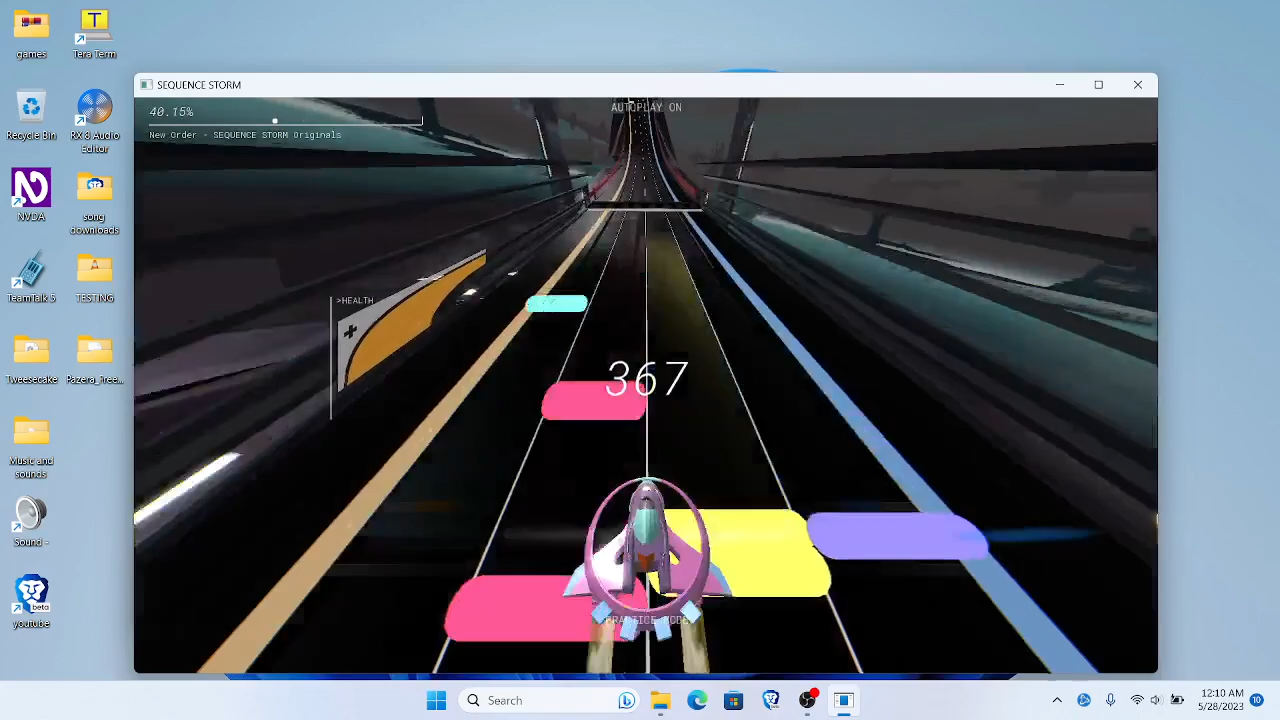 games
Tera Term
Recycle Bin
RX 8 Audio Editor
NVDA
song downloads
TeamTalk 5
TESTING
Tweesecake
Pazera_Free...
Music and sounds
Sound -
beta
youtube
SEQUENCE STORM
40.15%
New Order - SEQUENCE STORM Originals
AUTOPLAY ON
>HEALTH
367
PRACTICE MODE
Search
12:10 AM
5/28/2023
10